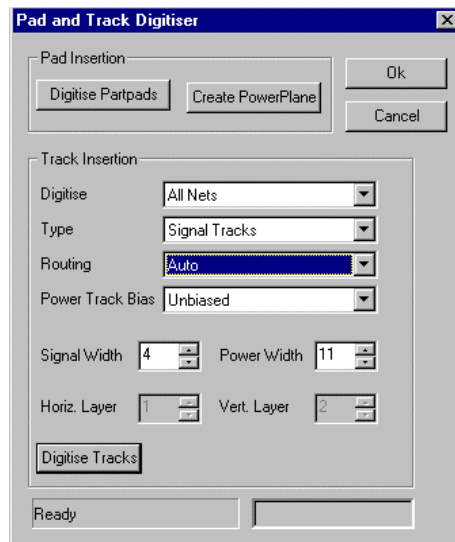 Pad and Track Digitiser
Pad Insertion
Digitise Partpads
Create PowerPlane
Ok
Cancel
Track Insertion
Digitise All Nets
Type Signal Tracks
Routing Auto
Power Track Bias Unbiased
Signal Width 4 Power Width 11
Horiz. Layer 1 Vert. Layer 2
Digitise Tracks
Ready